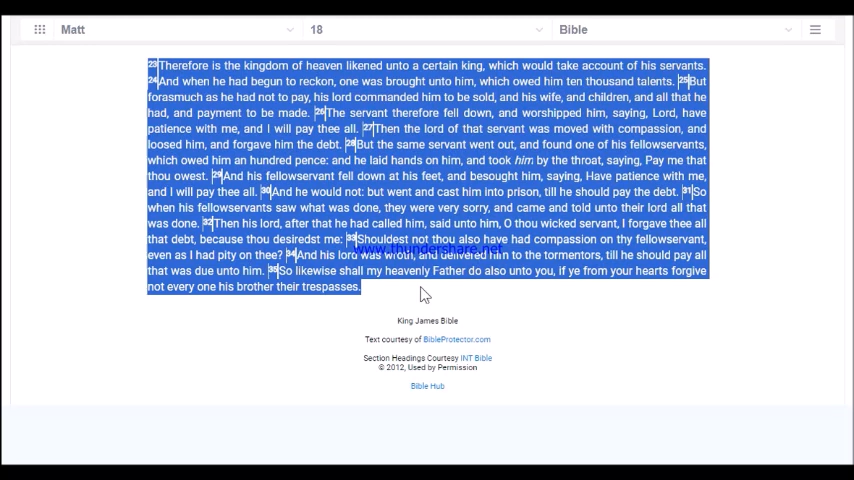 Matt 18 Bible
23Therefore is the kingdom of heaven likened unto a certain king, which would take account of his servants.
24And when he had begun to reckon, one was brought unto him, which owed him ten thousand talents. 25But
forasmuch as he had not to pay, his lord commanded him to be sold, and his wife, and children, and all that he
had, and payment to be made. 26The servant therefore fell down, and worshipped him, saying, Lord, have
patience with me, and I will pay thee all. 27Then the lord of that servant was moved with compassion, and
loosed him, and forgave him the debt. 28But the same servant went out, and found one of his fellowservants,
which owed him an hundred pence: and he laid hands on him, and took him by the throat, saying, Pay me that
thou owest. 29And his fellowservant fell down at his feet, and besought him, saying, Have patience with me,
and I will pay thee all. 30And he would not: but went and cast him into prison, till he should pay the debt. 31So
when his fellowservants saw what was done, they were very sorry, and came and told unto their lord all that
was done. 32Then his lord, after that he had called him, said unto him, O thou wicked servant, I forgave thee all
that debt, because thou desiredst me: 33Shouldest not thou also have had compassion on thy fellowservant,
www.thundershare.net
even as I had pity on thee? 34And his lord was wroth, and delivered him to the tormentors, till he should pay all
that was due unto him. 35So likewise shall my heavenly Father do also unto you, if ye from your hearts forgive
not every one his brother their trespasses.
King James Bible
Text courtesy of BibleProtector.com
Section Headings Courtesy INT Bible
© 2012, Used by Permission
Bible Hub